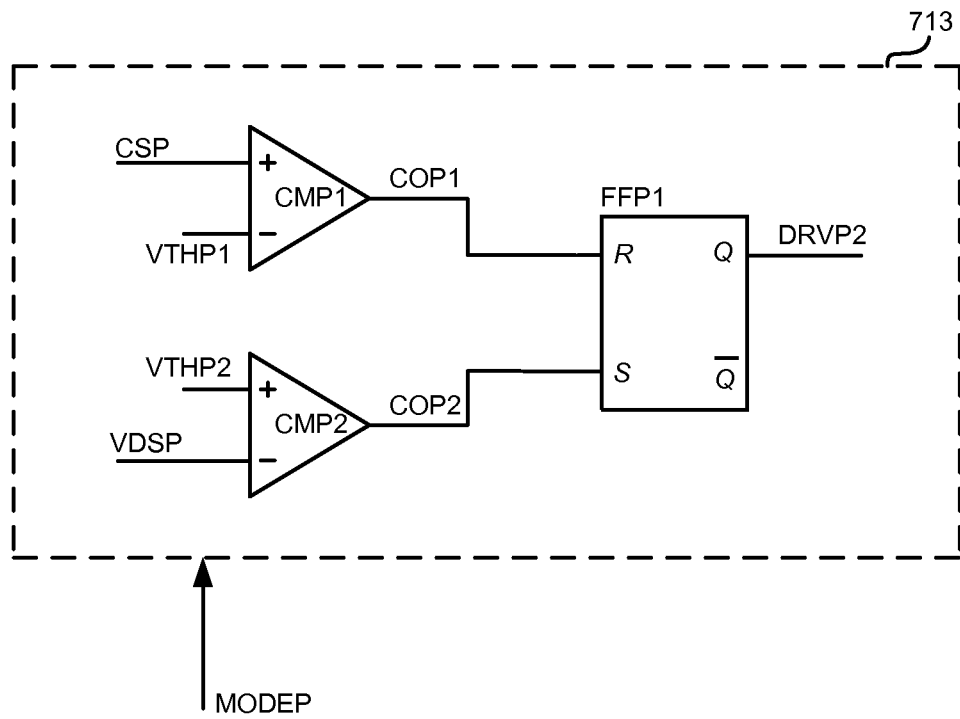 713
CSP
+
CMP1
−
VTHP1
COP1
FFP1
R
Q
DRVP2
VTHP2
+
CMP2
−
VDSP
COP2
S
Q̅
MODEP